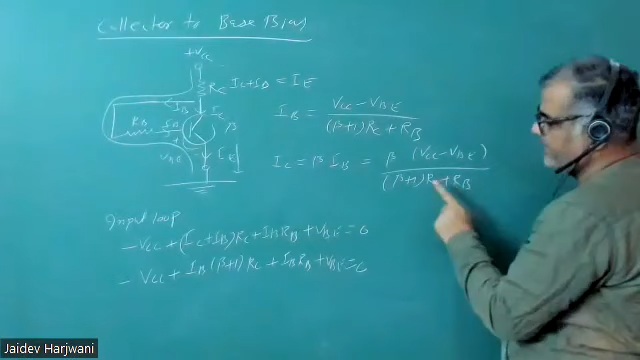 Collector to Base Bias
+VCC
RC IC+IB = IE
IB
IC
RB
β
VBE
IE
IB = VCC - VBE / (β+1) RC + RB
IC = β IB = β (VCC - VBE) / (β+1) RC + RB
Input loop
- VCC + (IC+IB) RC + IB RB + VBE = 0
- VCC + IB (β+1) RC + IB RB + VBE = 0
Jaidev Harjwani